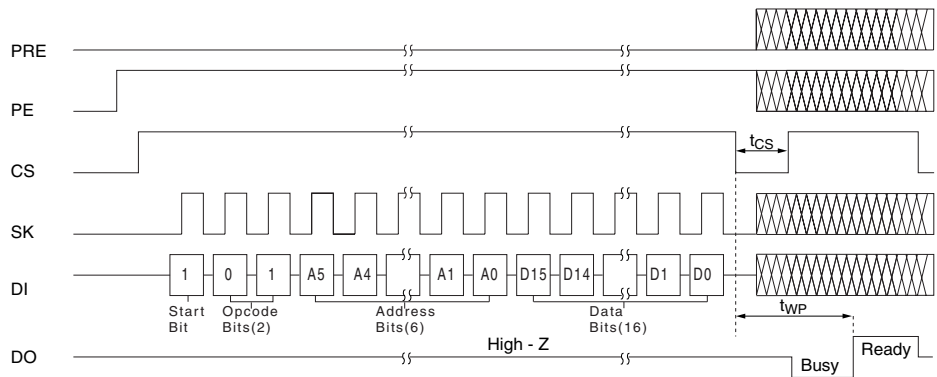 PRE
PE
CS
tCS
SK
DI
1 0 1 A5 A4 A1 A0 D15 D14 D1 D0
Start
Bit
Opcode
Bits(2)
Address
Bits(6)
Data
Bits(16)
tWP
DO
High - Z
Busy
Ready